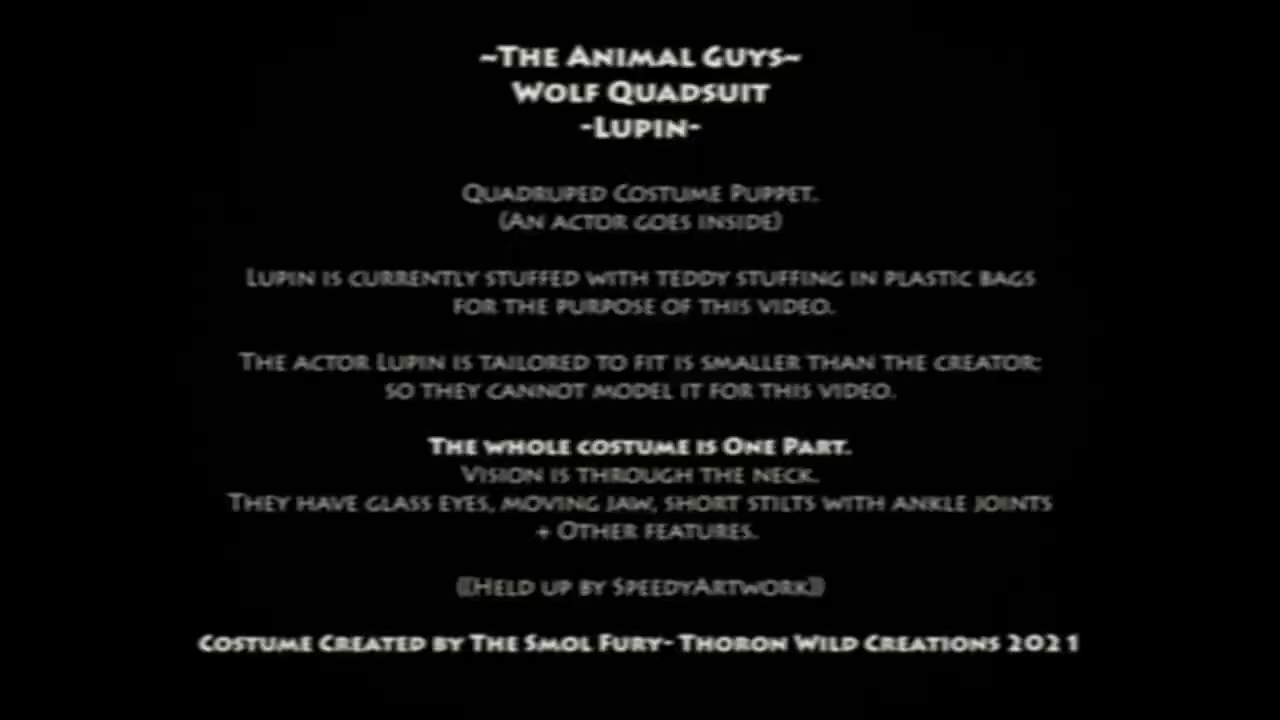 ~The Animal Guys~
Wolf Quadsuit
-Lupin-
Quadruped Costume Puppet.
(An actor goes inside)
Lupin is currently stuffed with teddy stuffing in plastic bags
for the purpose of this video.
The actor Lupin is tailored to fit is smaller than the creator;
so they cannot model it for this video.
The whole costume is One Part.
Vision is through the neck.
They have glass eyes, moving jaw, short stilts with ankle joints
+ Other features.
((Held up by SpeedyArtwork))
Costume Created by The Smol Fury- Thoron Wild Creations 2021